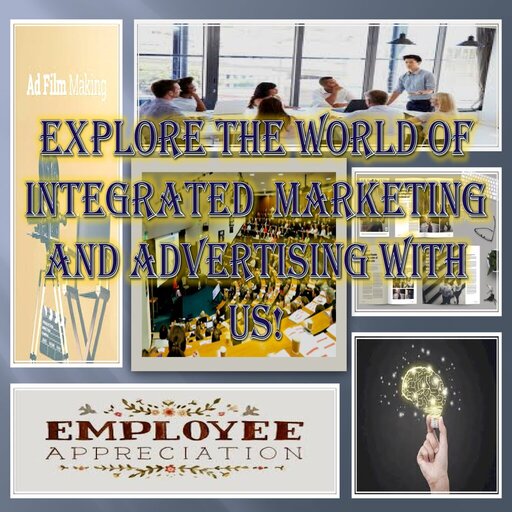 Ad Film Making
EXPLORE THE WORLD OF
INTEGRATED MARKETING
AND ADVERTISING WITH
US!
EMPLOYEE
APPRECIATION